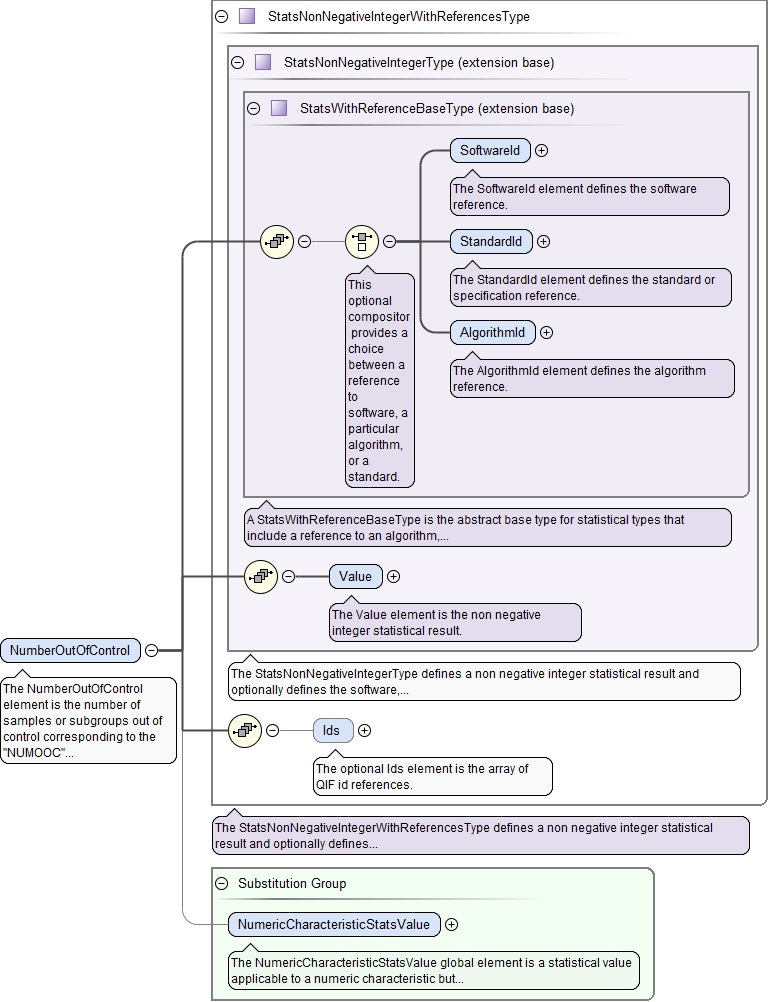 StatsNonNegativeIntegerWithReferencesType
StatsNonNegativeIntegerType (extension base)
StatsWithReferenceBaseType (extension base)
SoftwareId
The SoftwareId element defines the software
reference.
StandardId
The StandardId element defines the standard or
specification reference.
This
optional
compositor
provides a
choice
between a
reference
to
software, a
particular
algorithm,
or a
standard.
AlgorithmId
The AlgorithmId element defines the algorithm
reference.
A StatsWithReferenceBaseType is the abstract base type for statistical types that
include a reference to an algorithm,...
Value
The Value element is the non negative
integer statistical result.
NumberOutOfControl
The NumberOutOfControl
element is the number of
samples or subgroups out of
control corresponding to the
"NUMOOC"...
The StatsNonNegativeIntegerType defines a non negative integer statistical result and
optionally defines the software,...
Ids
The optional Ids element is the array of
QIF id references.
The StatsNonNegativeIntegerWithReferencesType defines a non negative integer statistical
result and optionally defines...
Substitution Group
NumericCharacteristicStatsValue
The NumericCharacteristicStatsValue global element is a statistical value
applicable to a numeric characteristic but...